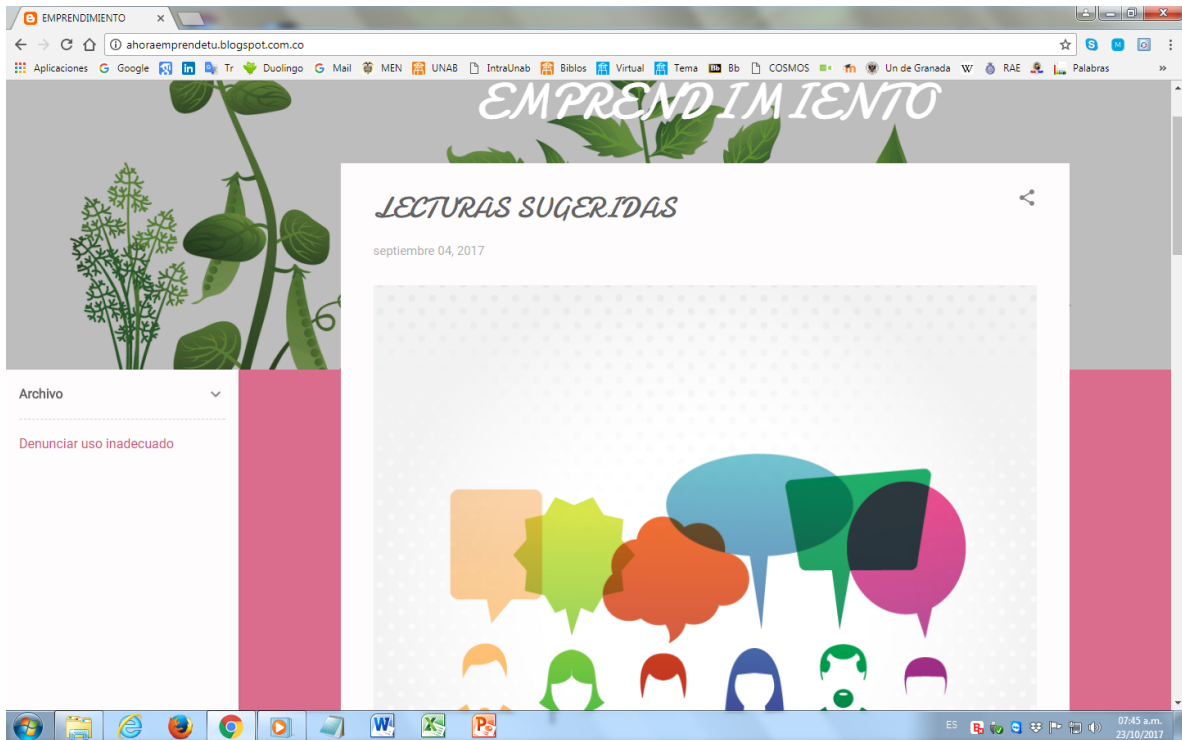 EMPRENDIMIENTO
ahoraemprendetu.blogspot.com.co
Aplicaciones Google Tr Duolingo Mail MEN UNAB IntraUnab Biblos Virtual Tema Bb COSMOS Un de Granada RAE Palabras »
EMPRENDIMIENTO
LECTURAS SUGERIDAS
septiembre 04, 2017
Archivo
Denunciar uso inadecuado
ES
07:45 a.m.
23/10/2017